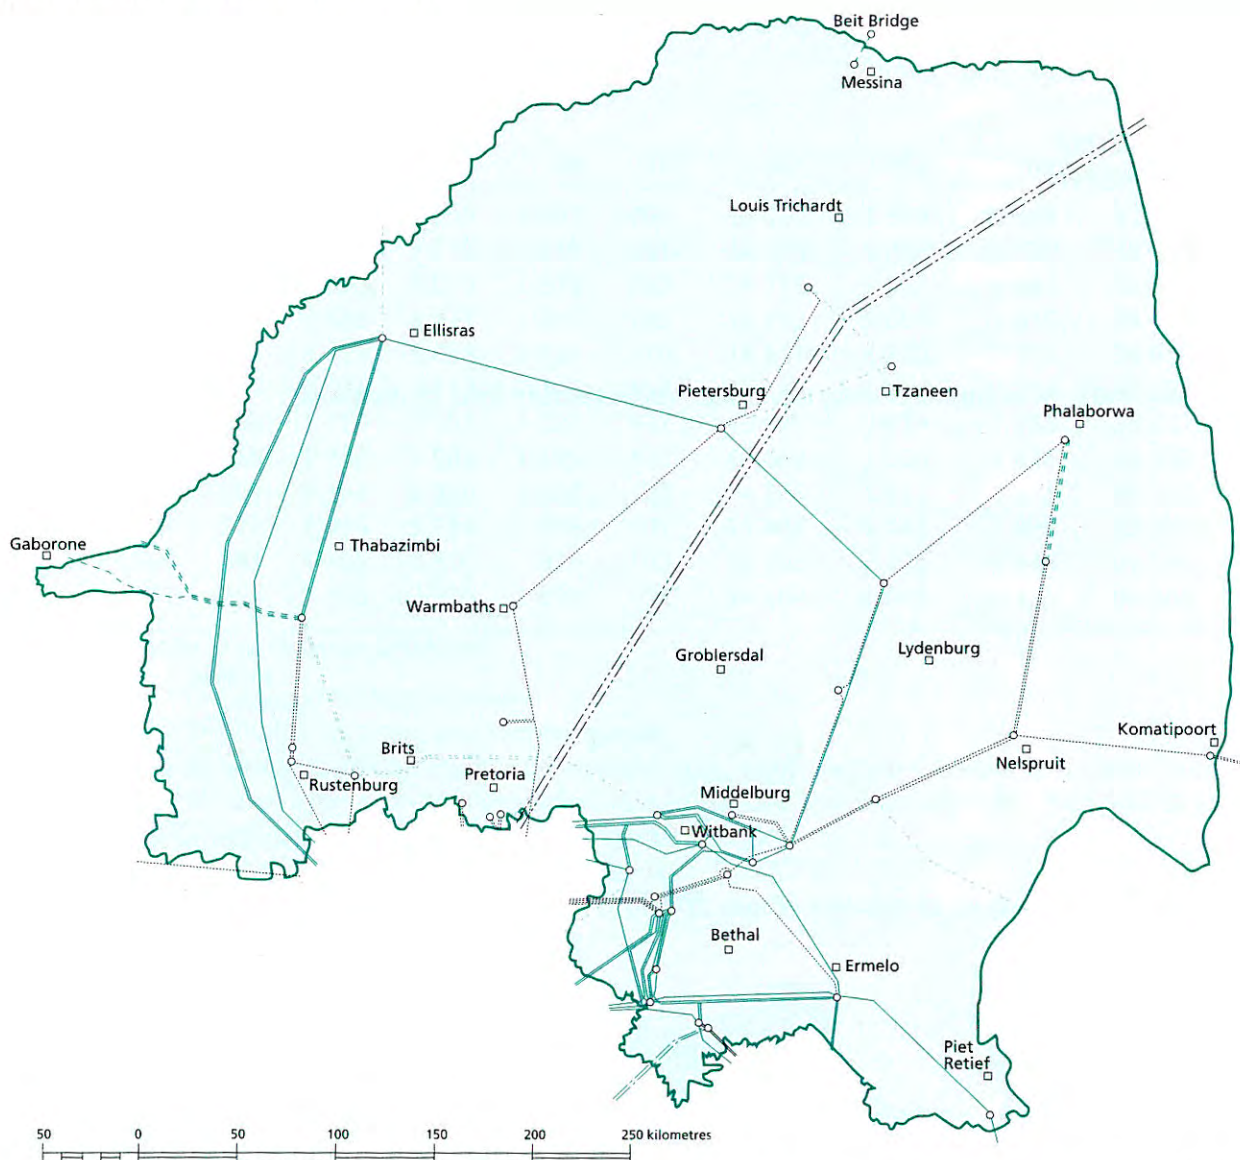 Beit Bridge
Messina
Louis Trichardt
Ellisras
Pietersburg
Tzaneen
Phalaborwa
Gaborone
Thabazimbi
Warmbaths
Groblersdal
Lydenburg
Komatipoort
Brits
Nelspruit
Rustenburg
Pretoria
Middelburg
Witbank
Bethal
Ermelo
Piet
Retief
50 0 50 100 150 200 250 kilometres